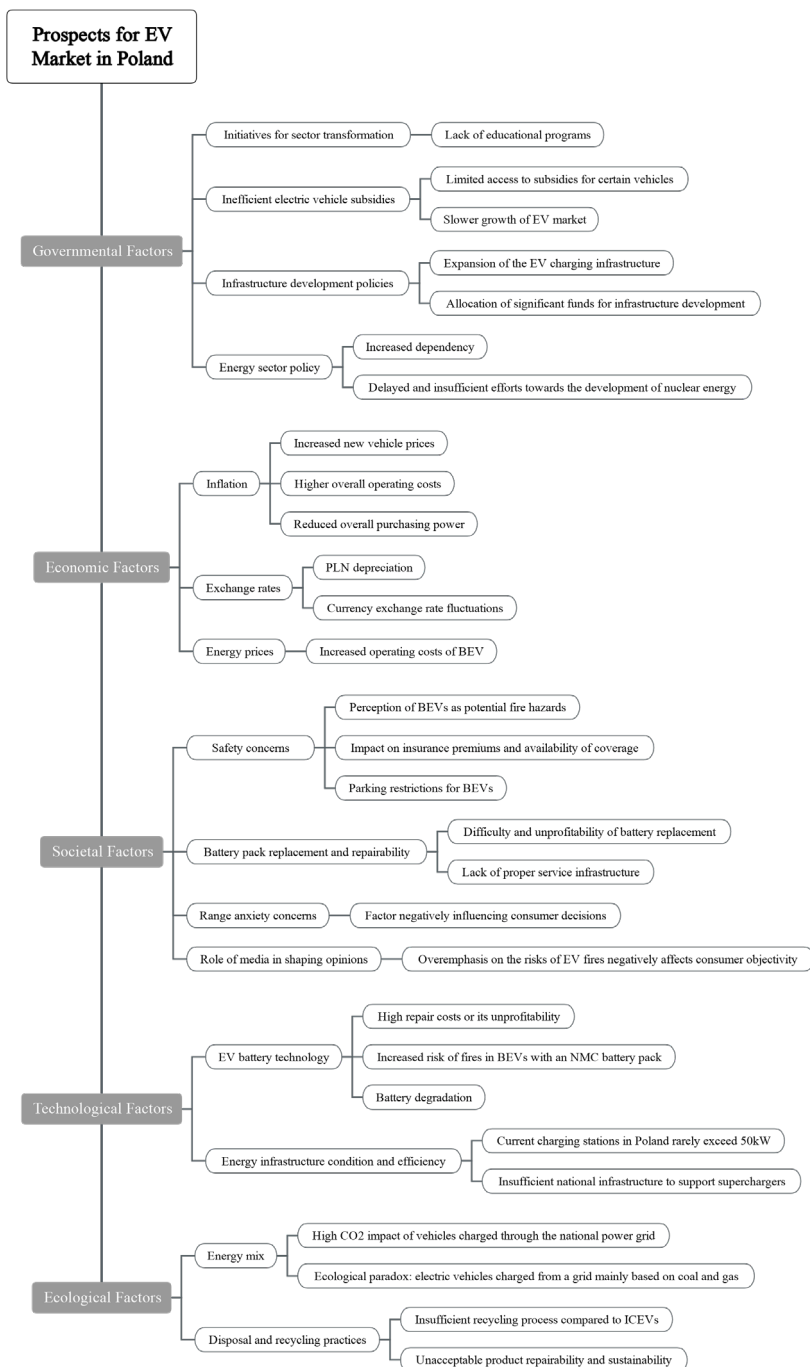 Prospects for EV
Market in Poland
Governmental Factors
Initiatives for sector transformation
Lack of educational programs
Inefficient electric vehicle subsidies
Limited access to subsidies for certain vehicles
Slower growth of EV market
Infrastructure development policies
Expansion of the EV charging infrastructure
Allocation of significant funds for infrastructure development
Energy sector policy
Increased dependency
Delayed and insufficient efforts towards the development of nuclear energy
Economic Factors
Inflation
Increased new vehicle prices
Higher overall operating costs
Reduced overall purchasing power
Exchange rates
PLN depreciation
Currency exchange rate fluctuations
Energy prices
Increased operating costs of BEV
Societal Factors
Safety concerns
Perception of BEVs as potential fire hazards
Impact on insurance premiums and availability of coverage
Parking restrictions for BEVs
Battery pack replacement and repairability
Difficulty and unprofitability of battery replacement
Lack of proper service infrastructure
Range anxiety concerns
Factor negatively influencing consumer decisions
Role of media in shaping opinions
Overemphasis on the risks of EV fires negatively affects consumer objectivity
Technological Factors
EV battery technology
High repair costs or its unprofitability
Increased risk of fires in BEVs with an NMC battery pack
Battery degradation
Energy infrastructure condition and efficiency
Current charging stations in Poland rarely exceed 50kW
Insufficient national infrastructure to support superchargers
Ecological Factors
Energy mix
High CO2 impact of vehicles charged through the national power grid
Ecological paradox: electric vehicles charged from a grid mainly based on coal and gas
Disposal and recycling practices
Insufficient recycling process compared to ICEVs
Unacceptable product repairability and sustainability